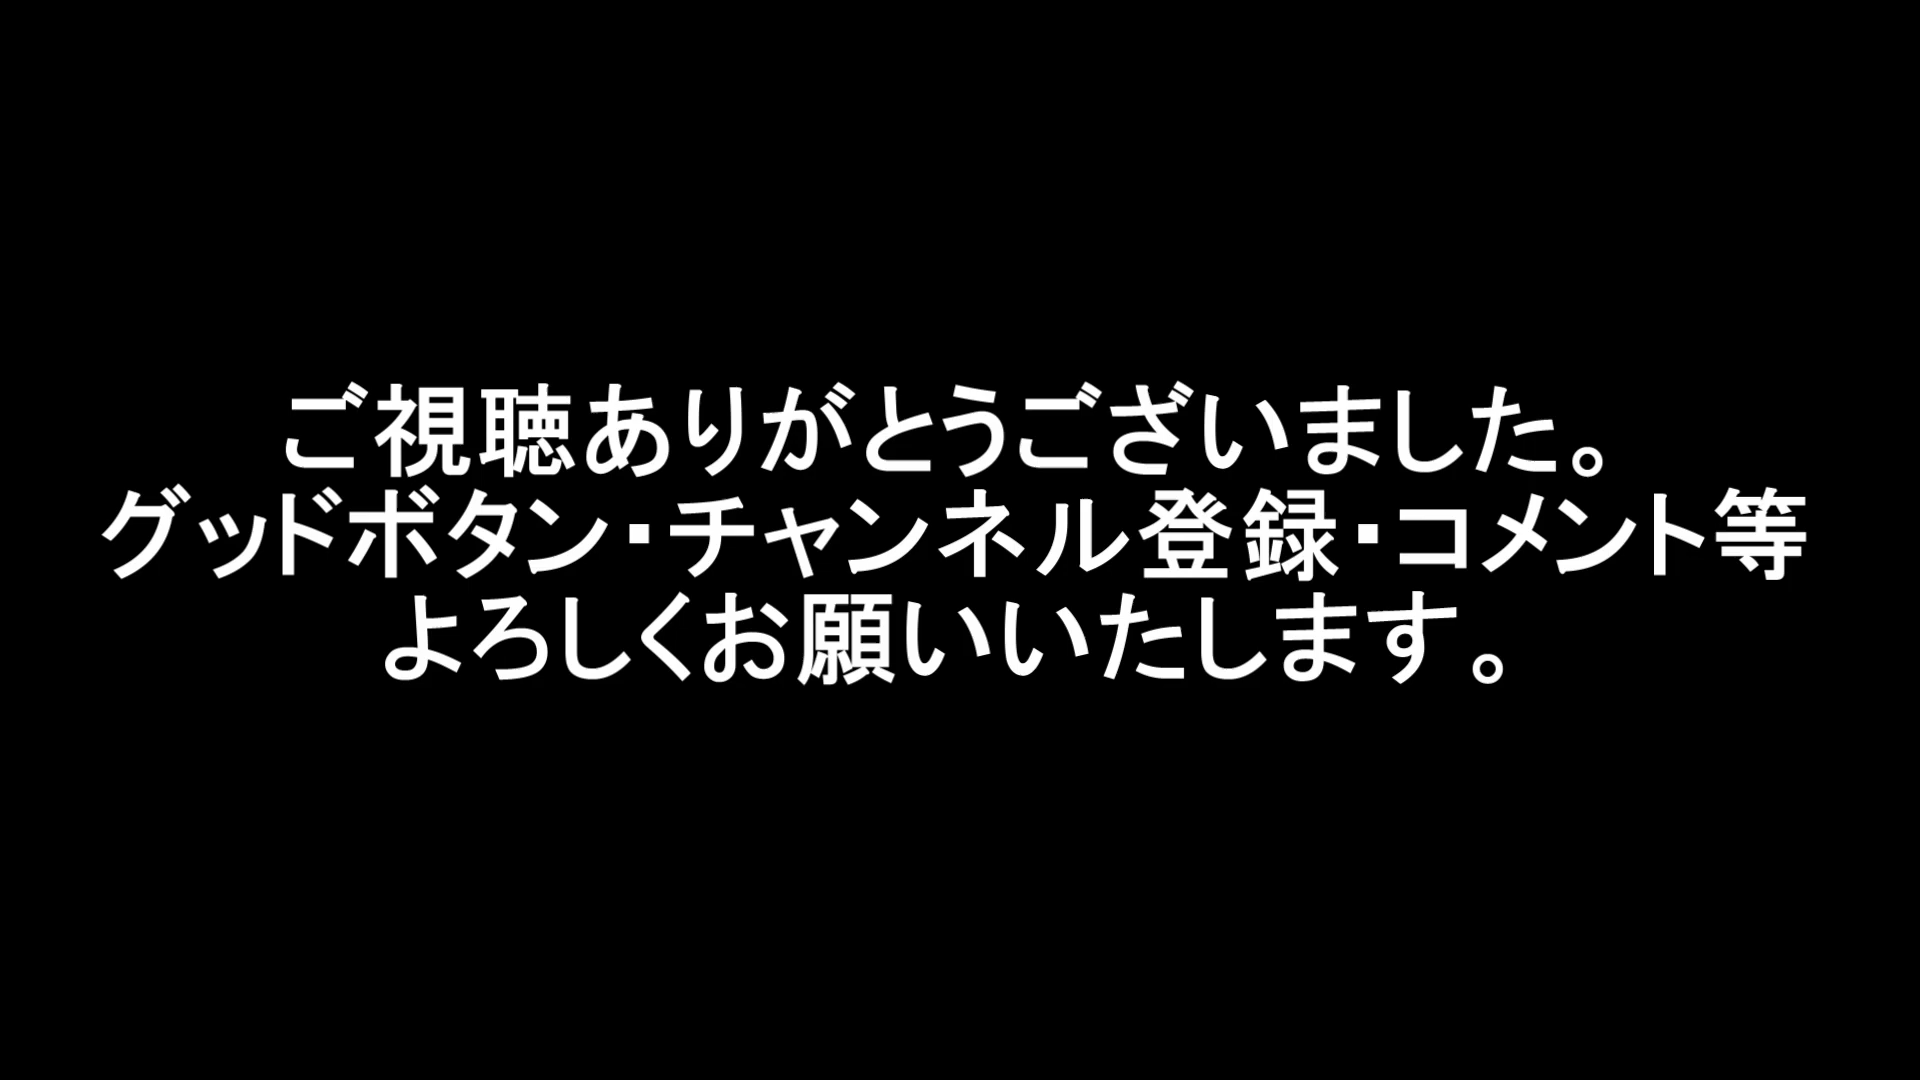 ご視聴ありがとうございました。
グッドボタン・チャンネル登録・コメント等
よろしくお願いいたします。